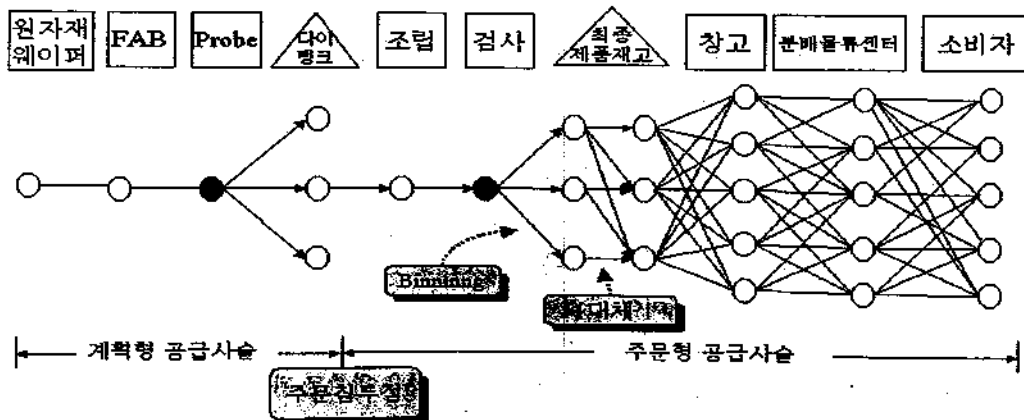 원자재
웨이퍼
FAB
Probe
다이
뱅크
조립
검사
최종
제품재고
창고
분배물류센터
소비자
Binning
계획형 공급사슬
주문형 공급사슬
주문침투점